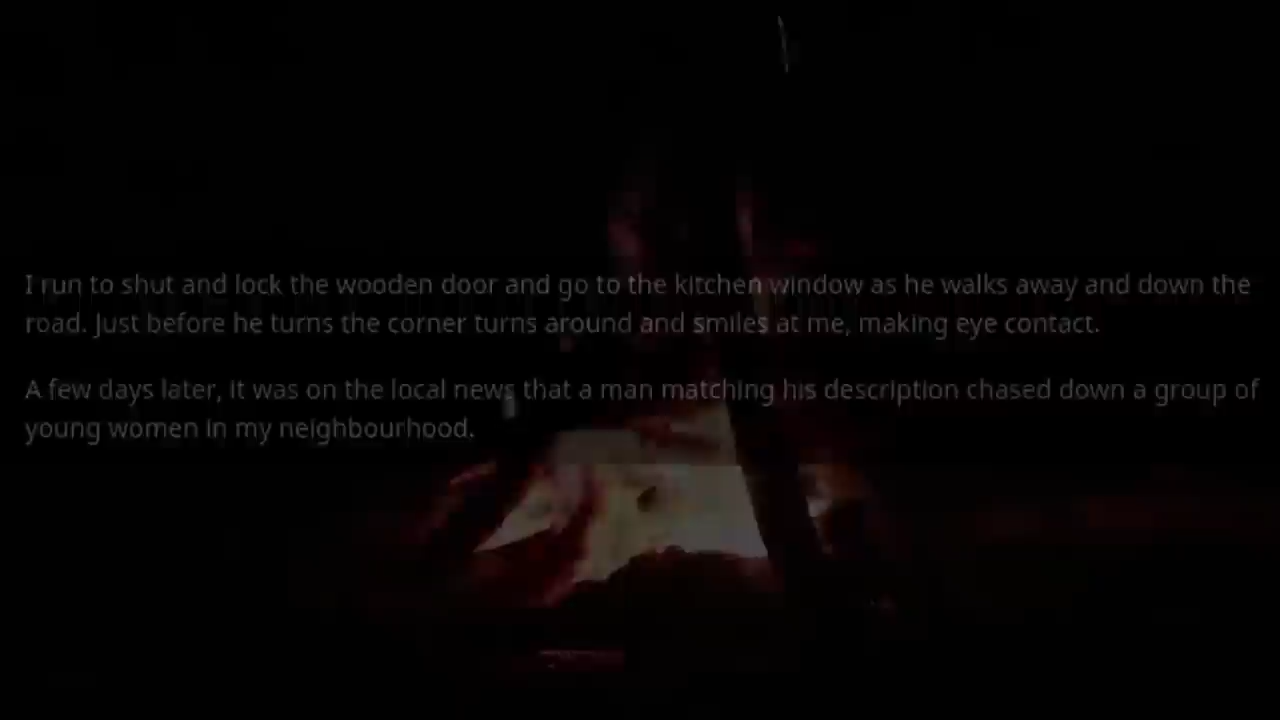 I run to shut and lock the wooden door and go to the kitchen window as he walks away and down the
road. Just before he turns the corner turns around and smiles at me, making eye contact.
A few days later, it was on the local news that a man matching his description chased down a group of
young women in my neighbourhood.